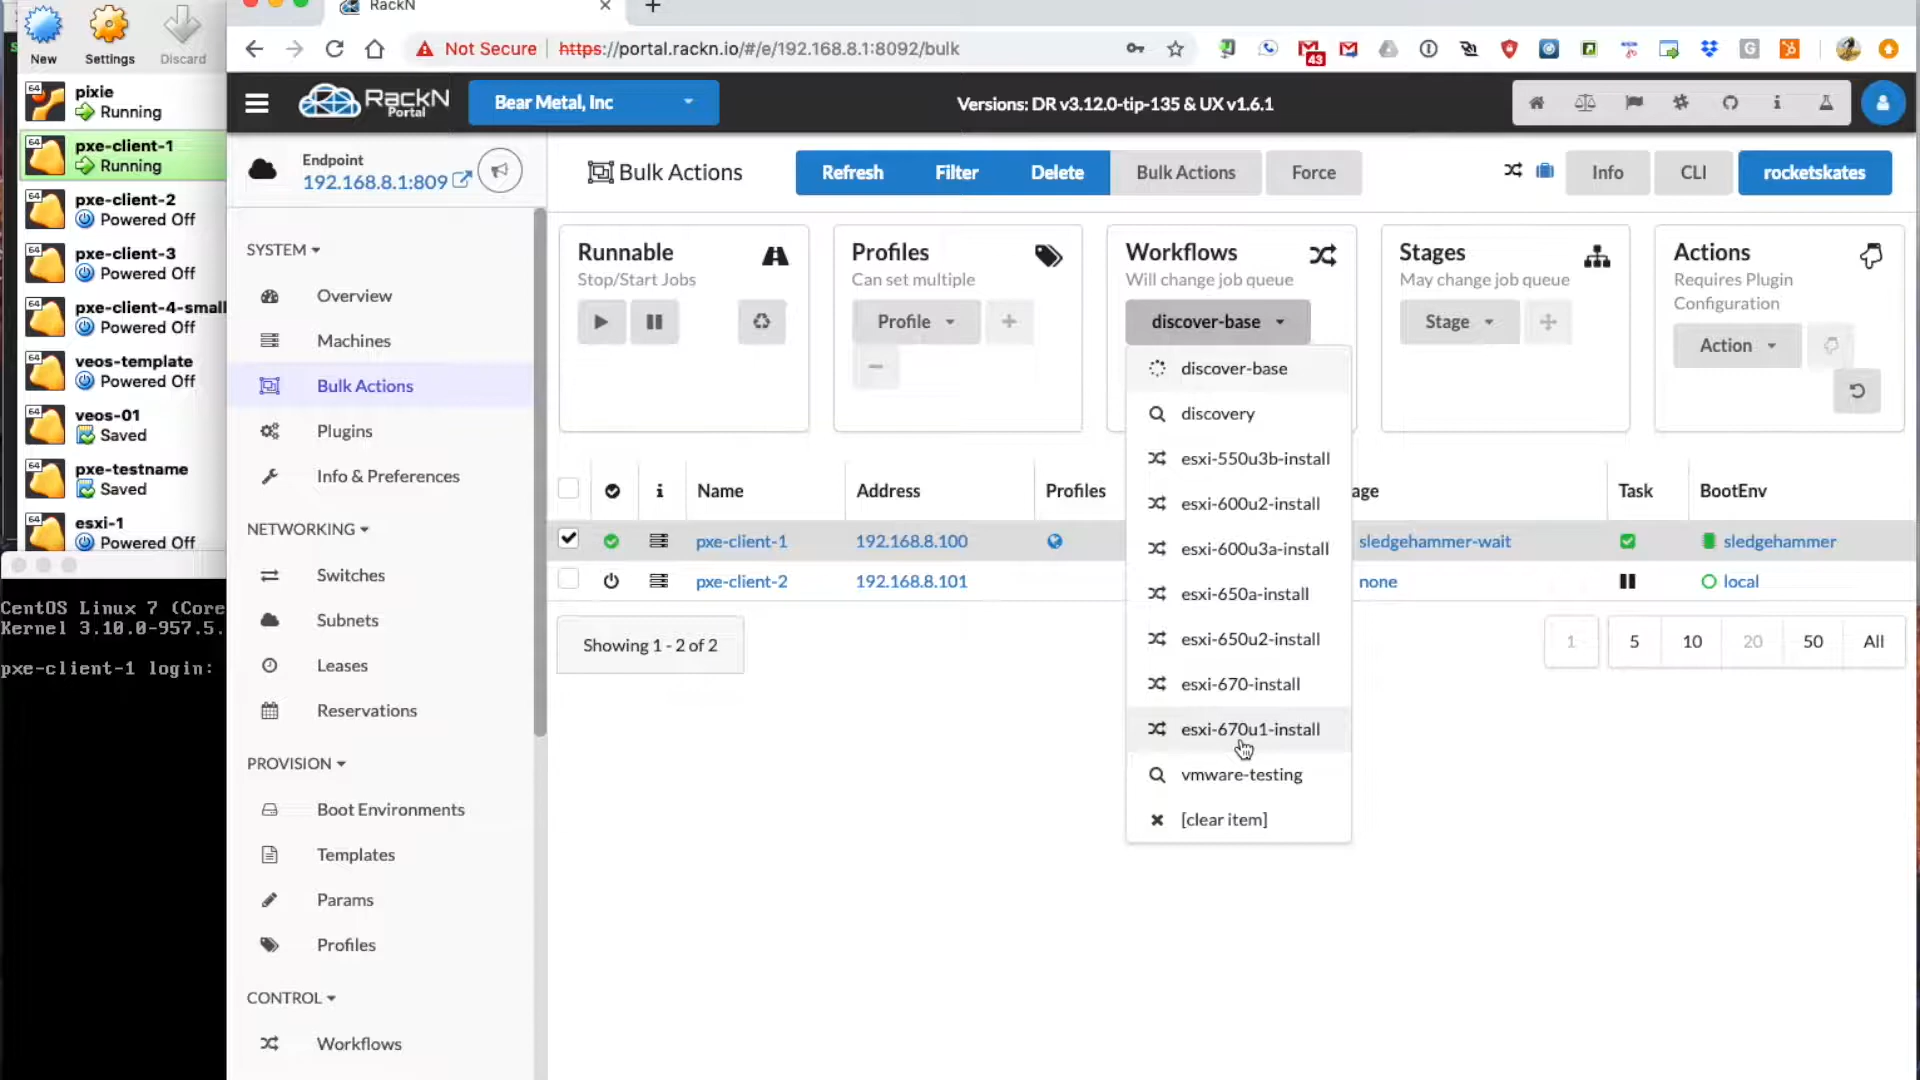 New
Settings
Discard
64
pixie
Running
64
pxe-client-1
Running
64
pxe-client-2
Powered Off
64
pxe-client-3
Powered Off
64
pxe-client-4-small
Powered Off
64
veos-template
Powered Off
64
veos-01
Saved
64
pxe-testname
Saved
64
esxi-1
Powered Off
CentOS Linux 7 (Core
Kernel 3.10.0-957.5.
pxe-client-1 login:
RackN
Not Secure
https://portal.rackn.io/#/e/192.168.8.1:8092/bulk
43
RackN
Portal
Bear Metal, Inc
Versions: DR v3.12.0-tip-135 & UX v1.6.1
Endpoint
192.168.8.1:809
SYSTEM
Overview
Machines
Bulk Actions
Plugins
Info & Preferences
NETWORKING
Switches
Subnets
Leases
Reservations
PROVISION
Boot Environments
Templates
Params
Profiles
CONTROL
Workflows
Bulk Actions
Refresh
Filter
Delete
Bulk Actions
Force
Info
CLI
rocketskates
Runnable
Stop/Start Jobs
Profiles
Can set multiple
Profile
Workflows
Will change job queue
discover-base
discover-base
discovery
esxi-550u3b-install
esxi-600u2-install
esxi-600u3a-install
esxi-650a-install
esxi-650u2-install
esxi-670-install
esxi-670u1-install
vmware-testing
[clear item]
Stages
May change job queue
Stage
Actions
Requires Plugin
Configuration
Action
Name Address Profiles age Task BootEnv
pxe-client-1 192.168.8.100 sledgehammer-wait sledgehammer
pxe-client-2 192.168.8.101 none local
Showing 1 - 2 of 2
1 5 10 20 50 All